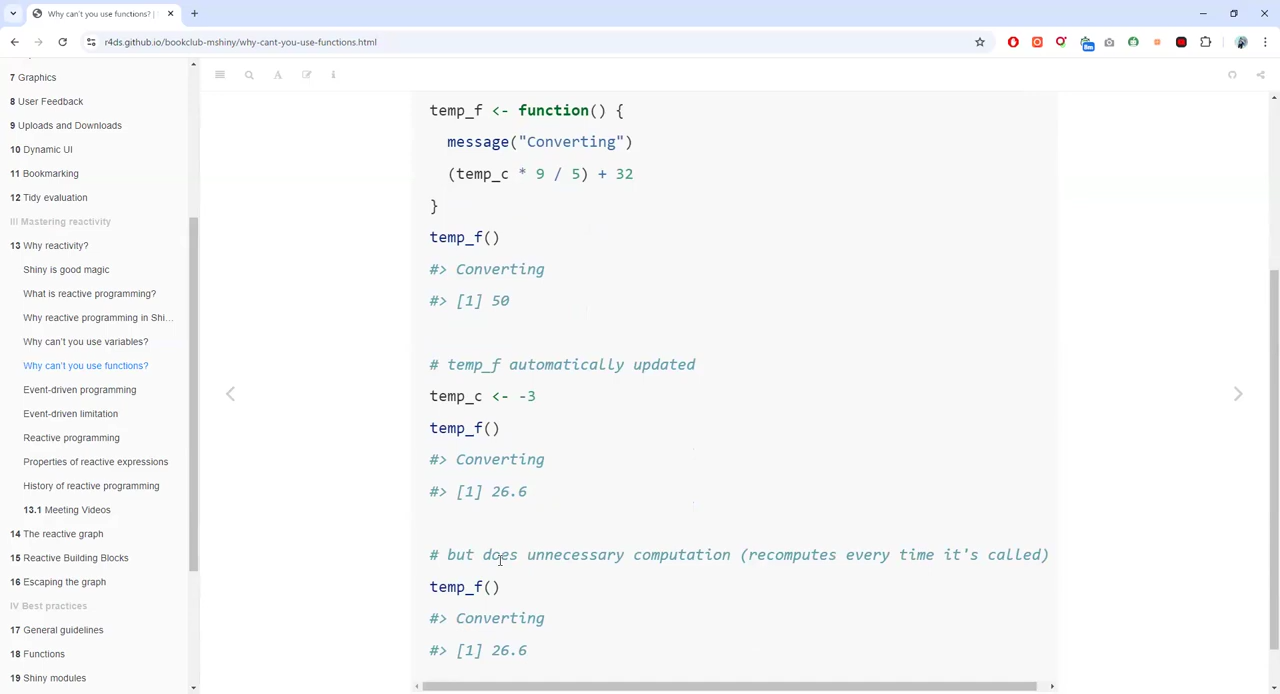 Why can't you use functions? |
r4ds.github.io/bookclub-mshiny/why-cant-you-use-functions.html
7 Graphics
8 User Feedback
9 Uploads and Downloads
10 Dynamic UI
11 Bookmarking
12 Tidy evaluation
III Mastering reactivity
13 Why reactivity?
Shiny is good magic
What is reactive programming?
Why reactive programming in Shi...
Why can't you use variables?
Why can't you use functions?
Event-driven programming
Event-driven limitation
Reactive programming
Properties of reactive expressions
History of reactive programming
13.1 Meeting Videos
14 The reactive graph
15 Reactive Building Blocks
16 Escaping the graph
IV Best practices
17 General guidelines
18 Functions
19 Shiny modules
temp_f <- function() {
message("Converting")
(temp_c * 9 / 5) + 32
}
temp_f()
#> Converting
#> [1] 50
# temp_f automatically updated
temp_c <- -3
temp_f()
#> Converting
#> [1] 26.6
# but does unnecessary computation (recomputes every time it's called)
temp_f()
#> Converting
#> [1] 26.6